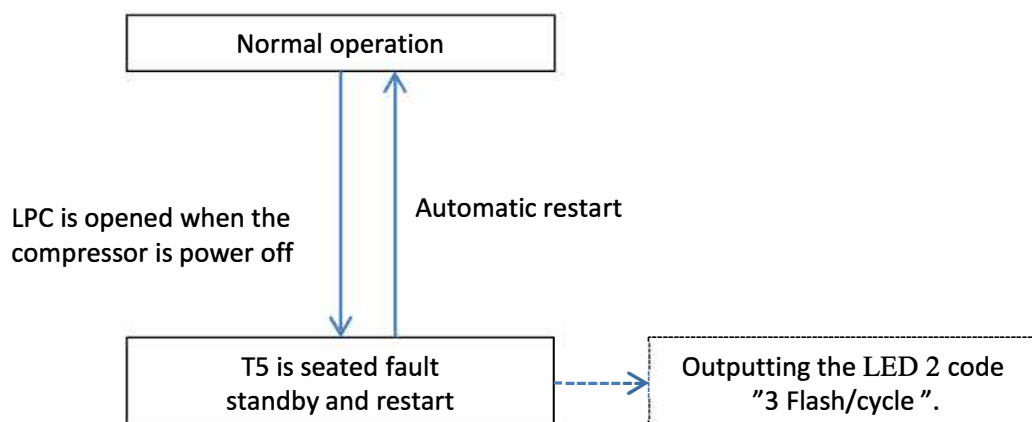 Normal operation
LPC is opened when the
compressor is power off
Automatic restart
T5 is seated fault
standby and restart
Outputting the LED 2 code
”3 Flash/cycle ”.